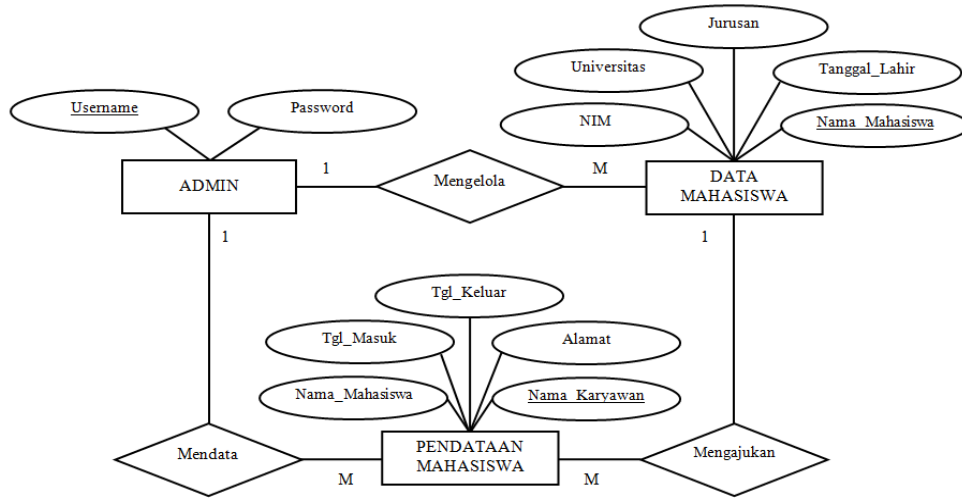 Jurusan
Universitas
Tanggal_Lahir
Username
Password
NIM
Nama_Mahasiswa
ADMIN
1
Mengelola
M
DATA
MAHASISWA
1
1
Tgl_Keluar
Tgl_Masuk
Alamat
Nama_Mahasiswa
Nama_Karyawan
Mendata
M
PENDATAAN
MAHASISWA
M
Mengajukan